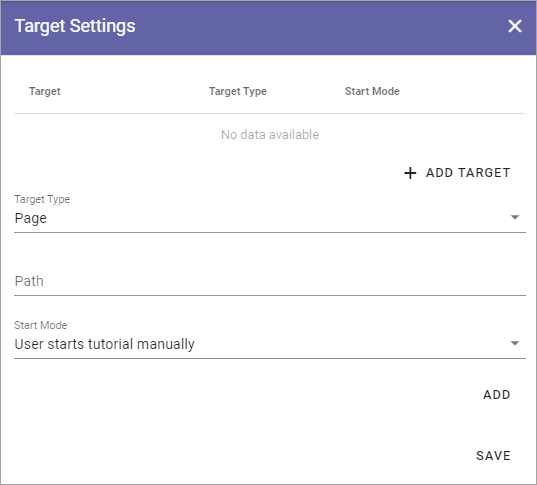 Target Settings
Target Target Type Start Mode
No data available
ADD TARGET
Target Type
Page
Path
Start Mode
User starts tutorial manually
ADD
SAVE